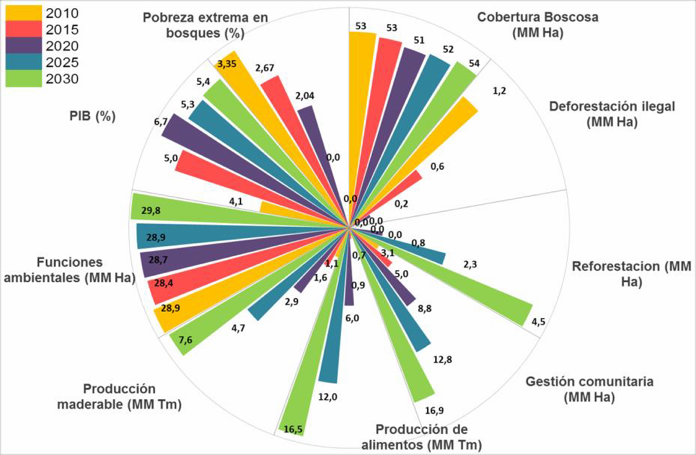 2010
2015
2020
2025
2030
Pobreza extrema en
bosques (%)
Cobertura Boscosa
(MM Ha)
Deforestación ilegal
(MM Ha)
Reforestacion (MM
Ha)
Gestión comunitaria
(MM Ha)
Producción de
alimentos (MM Tm)
Producción
maderable (MM Tm)
Funciones
ambientales (MM Ha)
PIB (%)
53
53
51
52
54
1,2
0,6
0,2
0,0
0,0
0,0
0,0
0,8
2,3
4,5
3,1
5,0
8,8
12,8
16,9
0,7
0,9
6,0
12,0
16,5
1,1
1,6
2,9
4,7
7,6
28,9
28,4
28,7
28,9
29,8
4,1
5,0
6,7
5,3
5,4
3,35
2,67
2,04
0,0
0,0